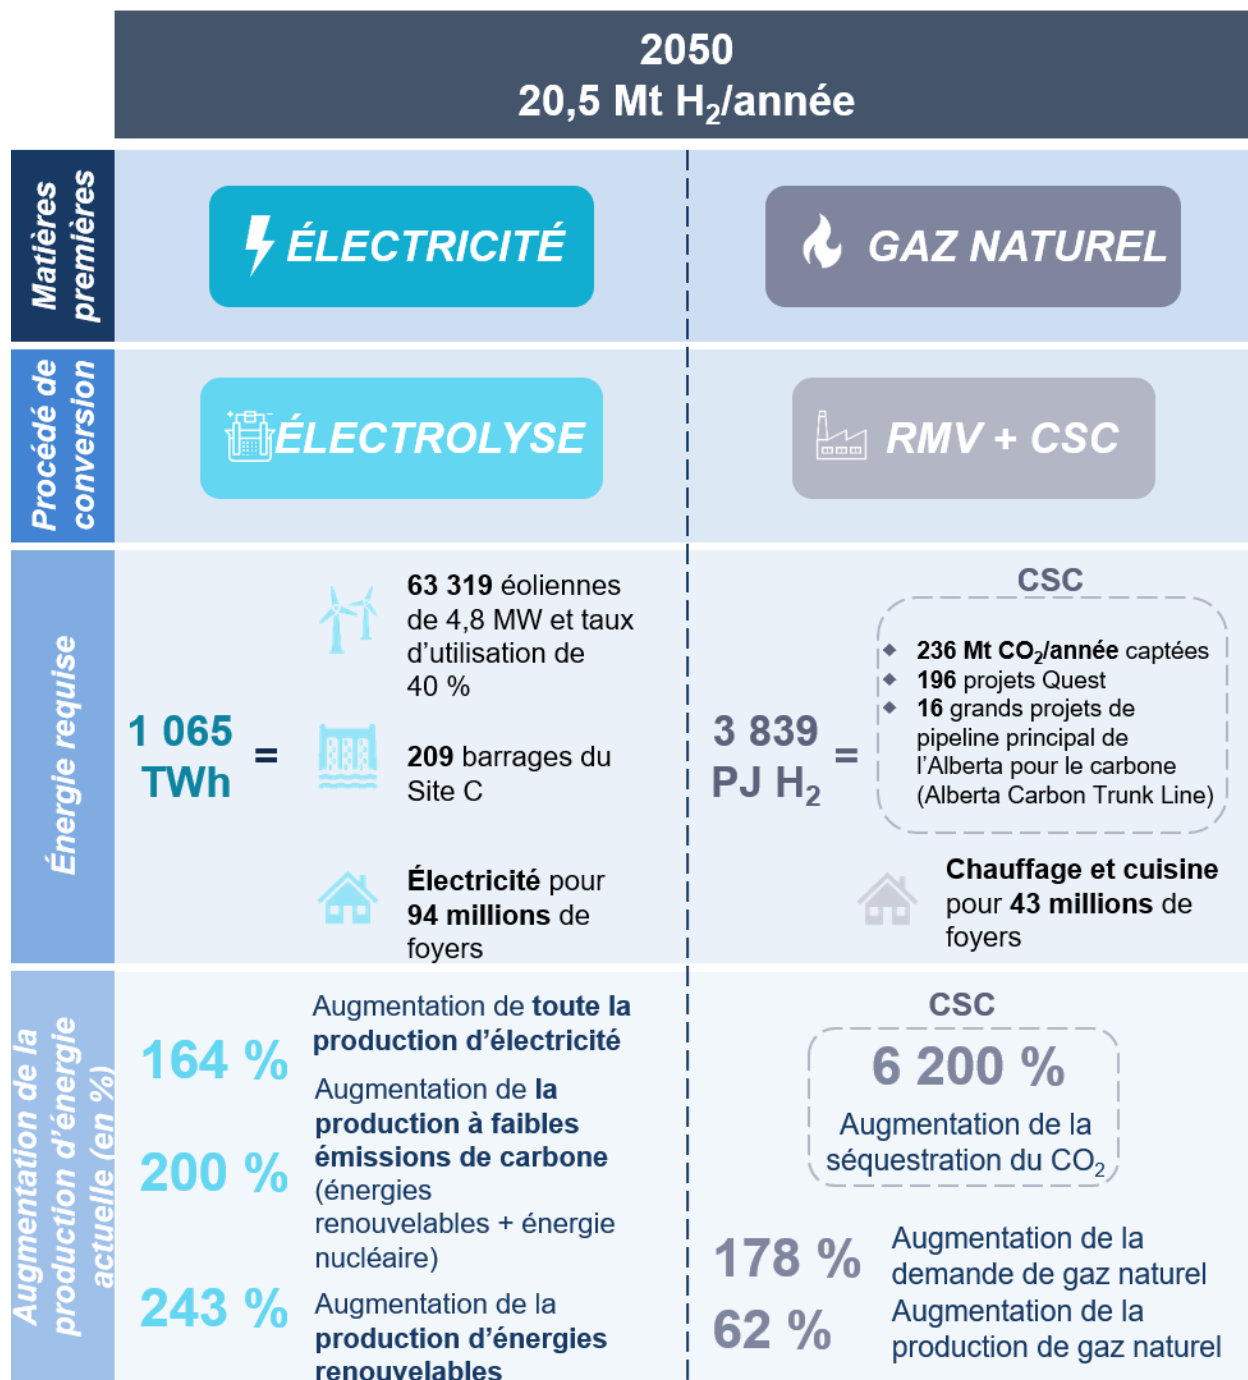 2050
20,5 Mt H₂/année
Matières
premières
ÉLECTRICITÉ
GAZ NATUREL
Procédé de
conversion
ÉLECTROLYSE
RMV + CSC
Énergie requise
1 065
TWh
=
63 319 éoliennes
de 4,8 MW et taux
d’utilisation de
40 %
209 barrages du
Site C
Électricité pour
94 millions de
foyers
3 839
PJ H₂
=
CSC
◆ 236 Mt CO₂/année captées
◆ 196 projets Quest
◆ 16 grands projets de
pipeline principal de
l’Alberta pour le carbone
(Alberta Carbon Trunk Line)
Chauffage et cuisine
pour 43 millions de
foyers
Augmentation de la
production d’énergie
actuelle (en %)
164 %
Augmentation de toute la
production d’électricité
200 %
Augmentation de la
production à faibles
émissions de carbone
(énergies
renouvelables + énergie
nucléaire)
243 %
Augmentation de la
production d’énergies
renouvelables
CSC
6 200 %
Augmentation de la
séquestration du CO₂
178 %
Augmentation de la
demande de gaz naturel
62 %
Augmentation de la
production de gaz naturel